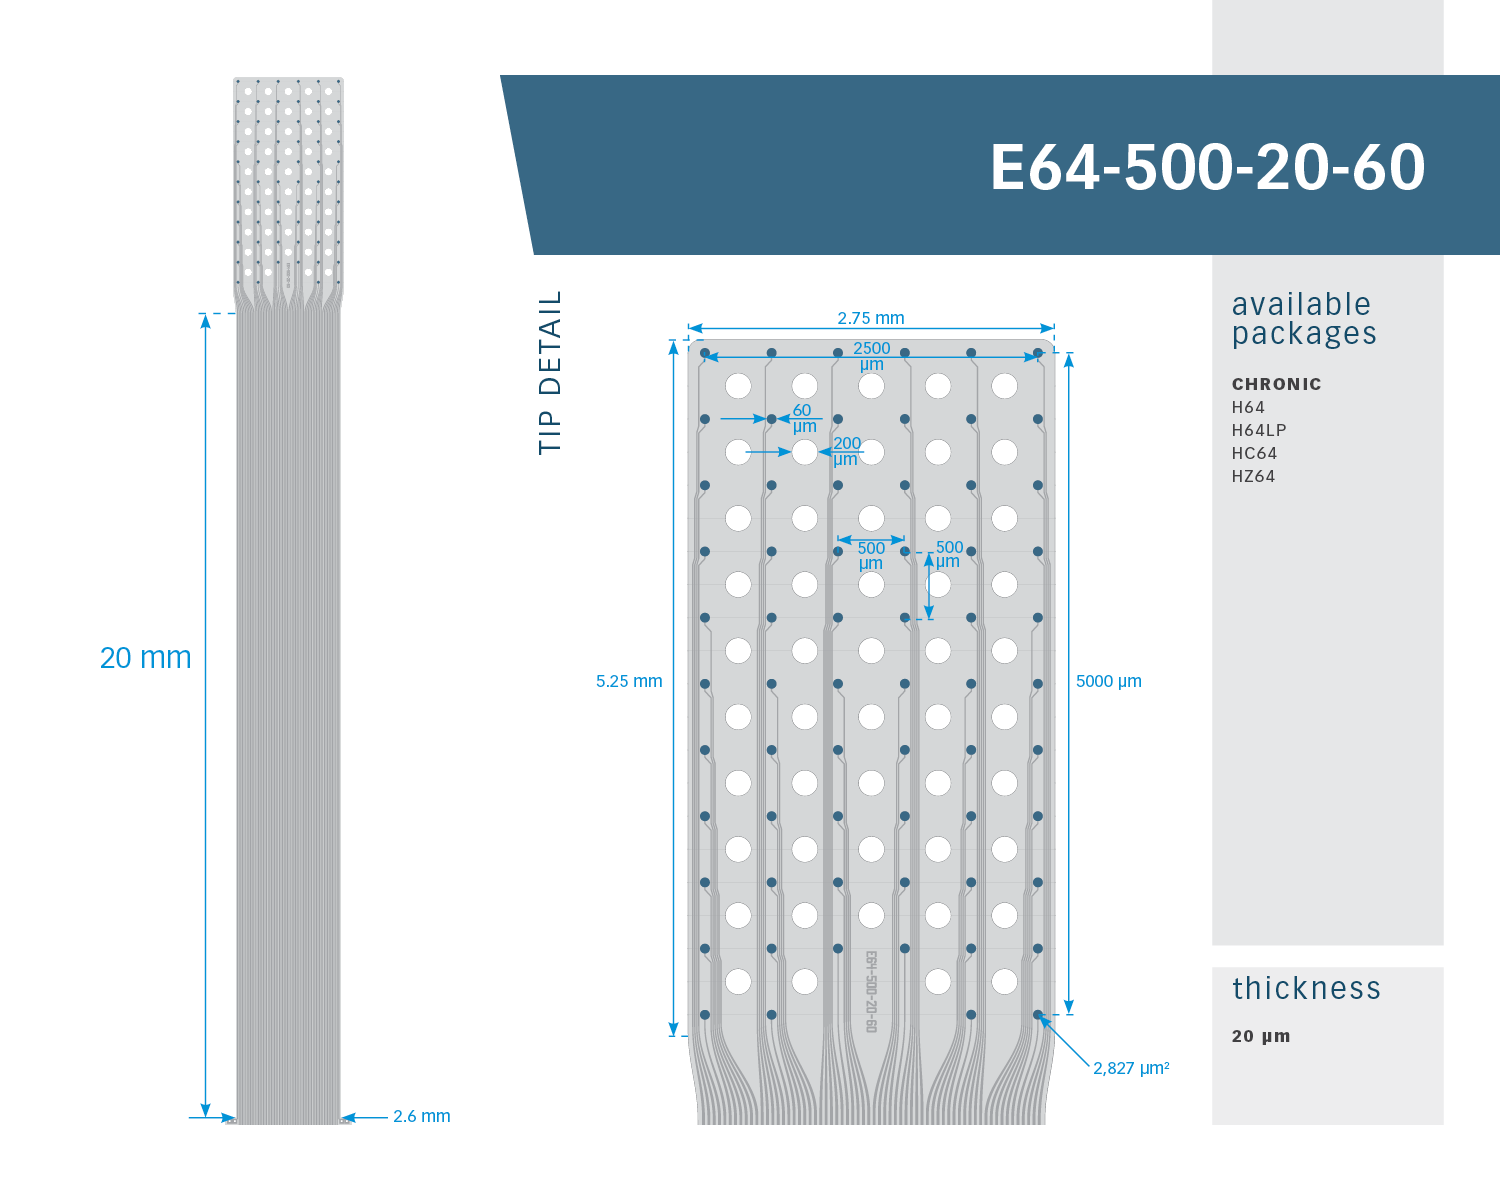 E64-500-20-60
available
packages
CHRONIC
H64
H64LP
HC64
HZ64
thickness
20 µm
TIP DETAIL
20 mm
2.6 mm
2.75 mm
2500
µm
60
µm
200
µm
500
µm
500
µm
5.25 mm
5000 µm
E64-500-20-60
2,827 µm²